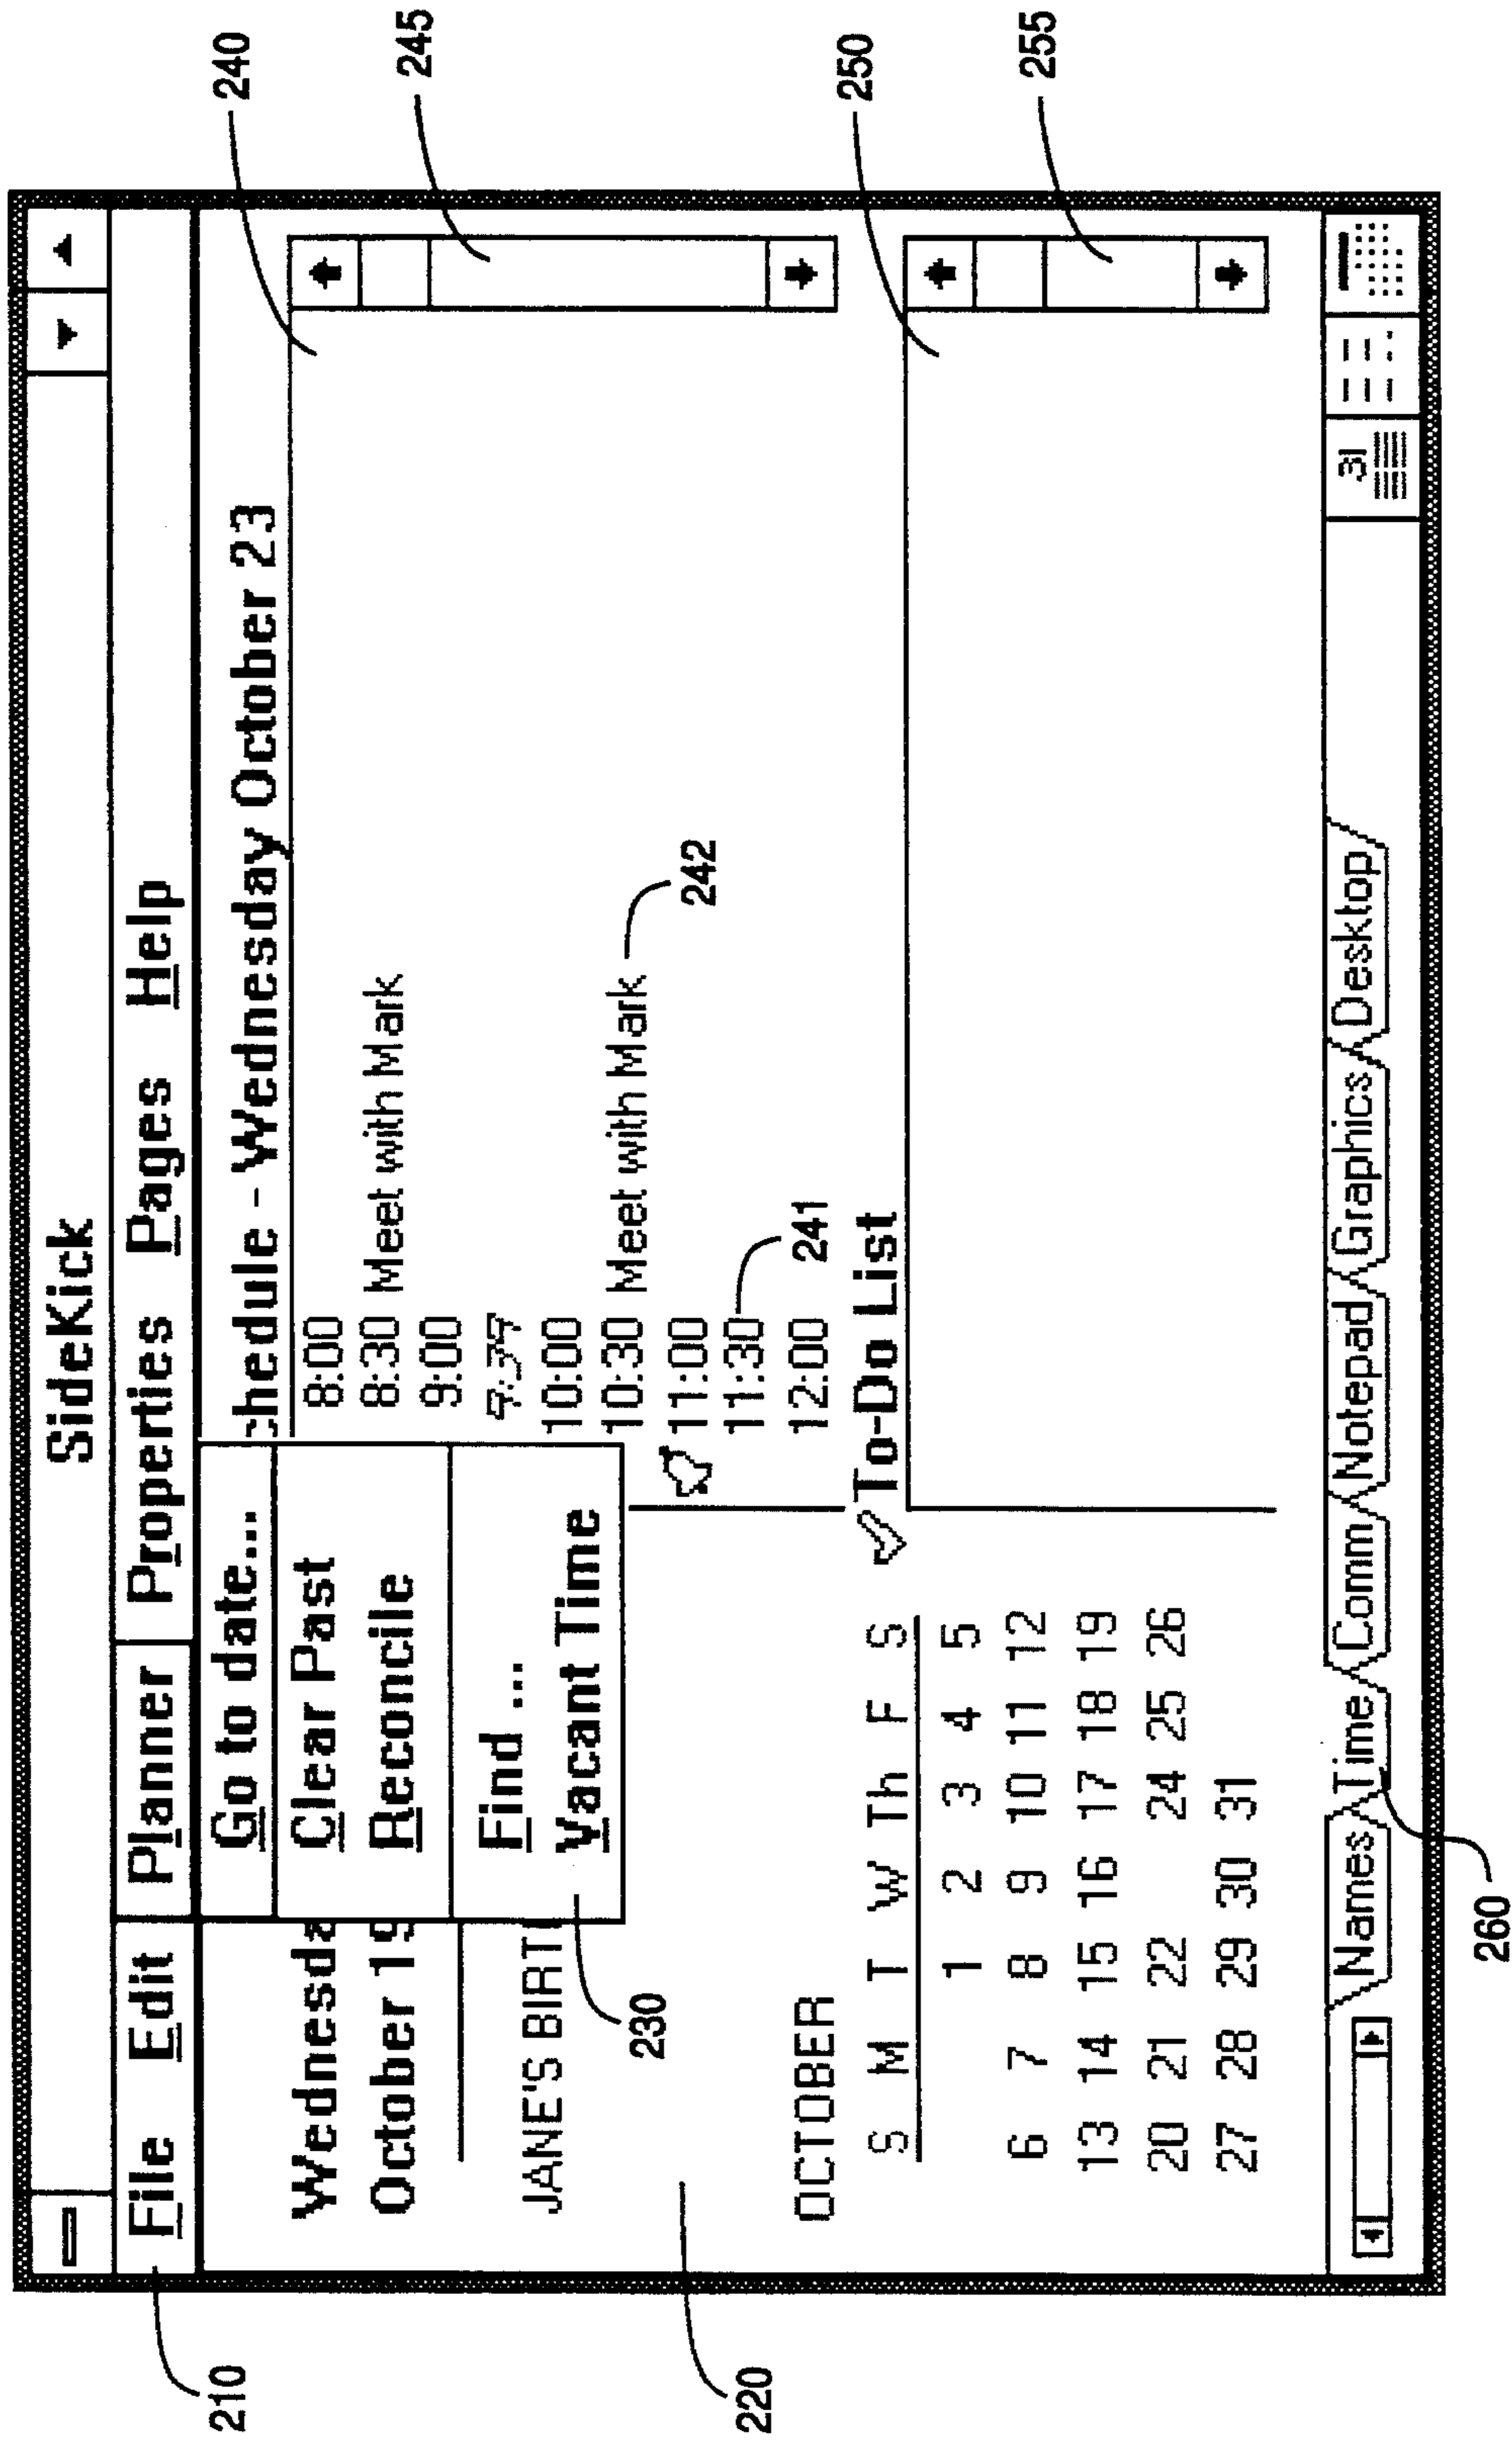 SideKick
File Edit Planner Properties Pages Help
210
Go to date...
Clear Past
Reconcile
Find ...
Vacant Time
230
Wednesda
October 19
JANE'S BIRT
220
chedule - Wednesday October 23
240
8:00
8:30 Meet with Mark
245
9:00
10:00
10:30 Meet with Mark
242
11:00
11:30
241
12:00
OCTOBER
S M T W Th F S
1 2 3 4 5
6 7 8 9 10 11 12
13 14 15 16 17 18 19
20 21 22 24 25 26
27 28 29 30 31
To-Do List
250
255
Names Time Comm Notepad Graphics Desktop
31
260